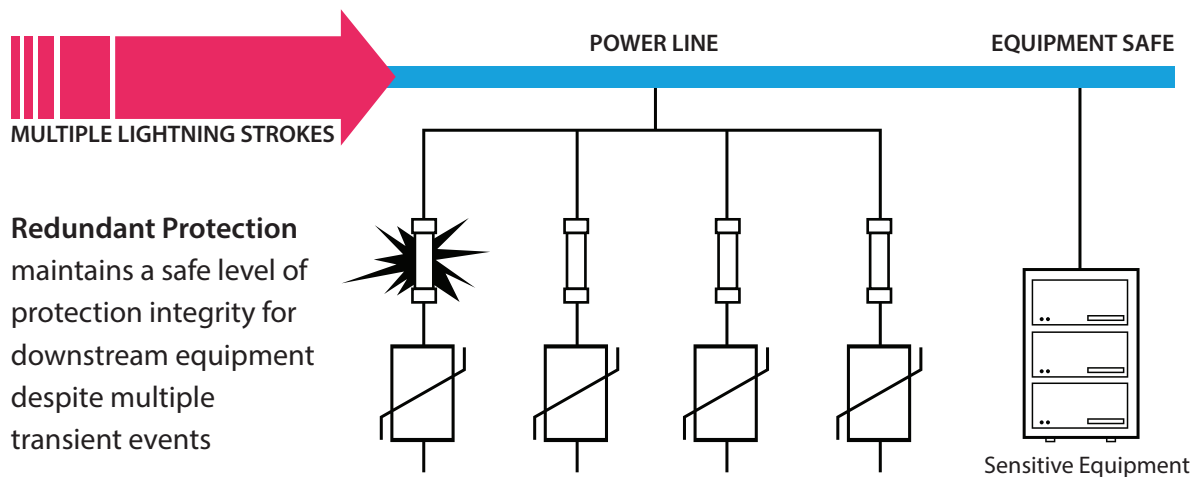 POWER LINE
EQUIPMENT SAFE
MULTIPLE LIGHTNING STROKES
Redundant Protection
maintains a safe level of
protection integrity for
downstream equipment
despite multiple
transient events
Sensitive Equipment